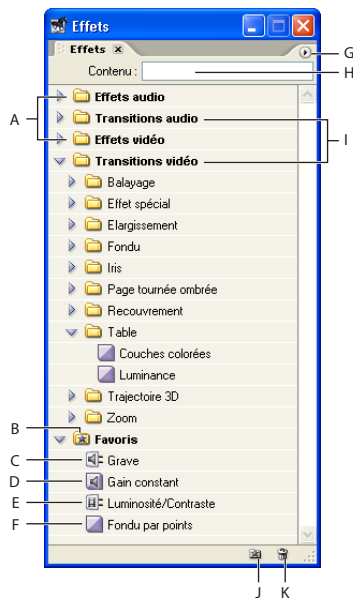 Effets
Effets
G
Contenu :
H
A
Effets audio
Transitions audio
I
Effets vidéo
Transitions vidéo
Balayage
Effet spécial
Elargissement
Fondu
Iris
Page tournée ombrée
Recouvrement
Table
Couches colorées
Luminance
Trajectoire 3D
Zoom
B
Favoris
C
Grave
D
Gain constant
E
Luminosité/Contraste
F
Fondu par points
J
K